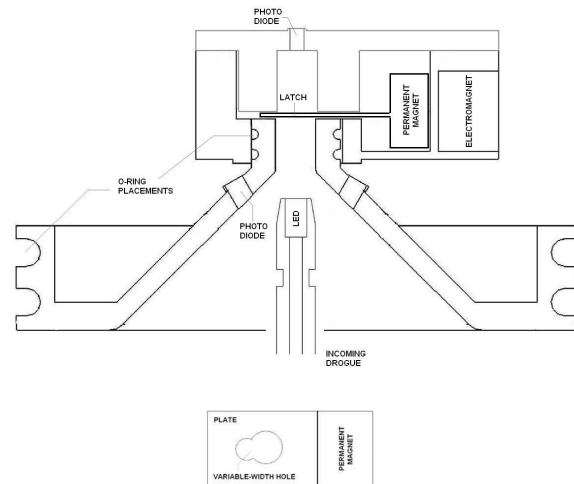 PHOTO
DIODE
LATCH
PERMANENT
MAGNET
ELECTROMAGNET
O-RING
PLACEMENTS
PHOTO
DIODE
LED
INCOMING
DROGUE
PLATE
VARIABLE-WIDTH HOLE
PERMANENT
MAGNET